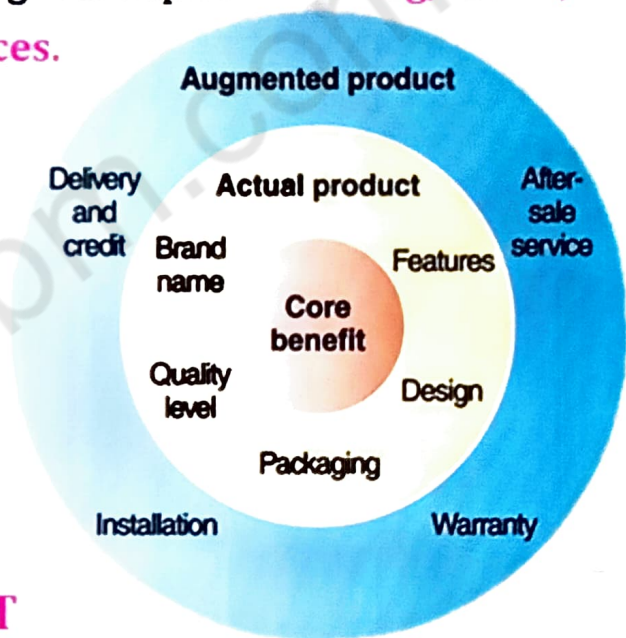 ces.
Augmented product
Delivery
and
credit
After-
sale
service
Actual product
Brand
name
Features
Core
benefit
Quality
level
Design
Packaging
Installation
Warranty
T